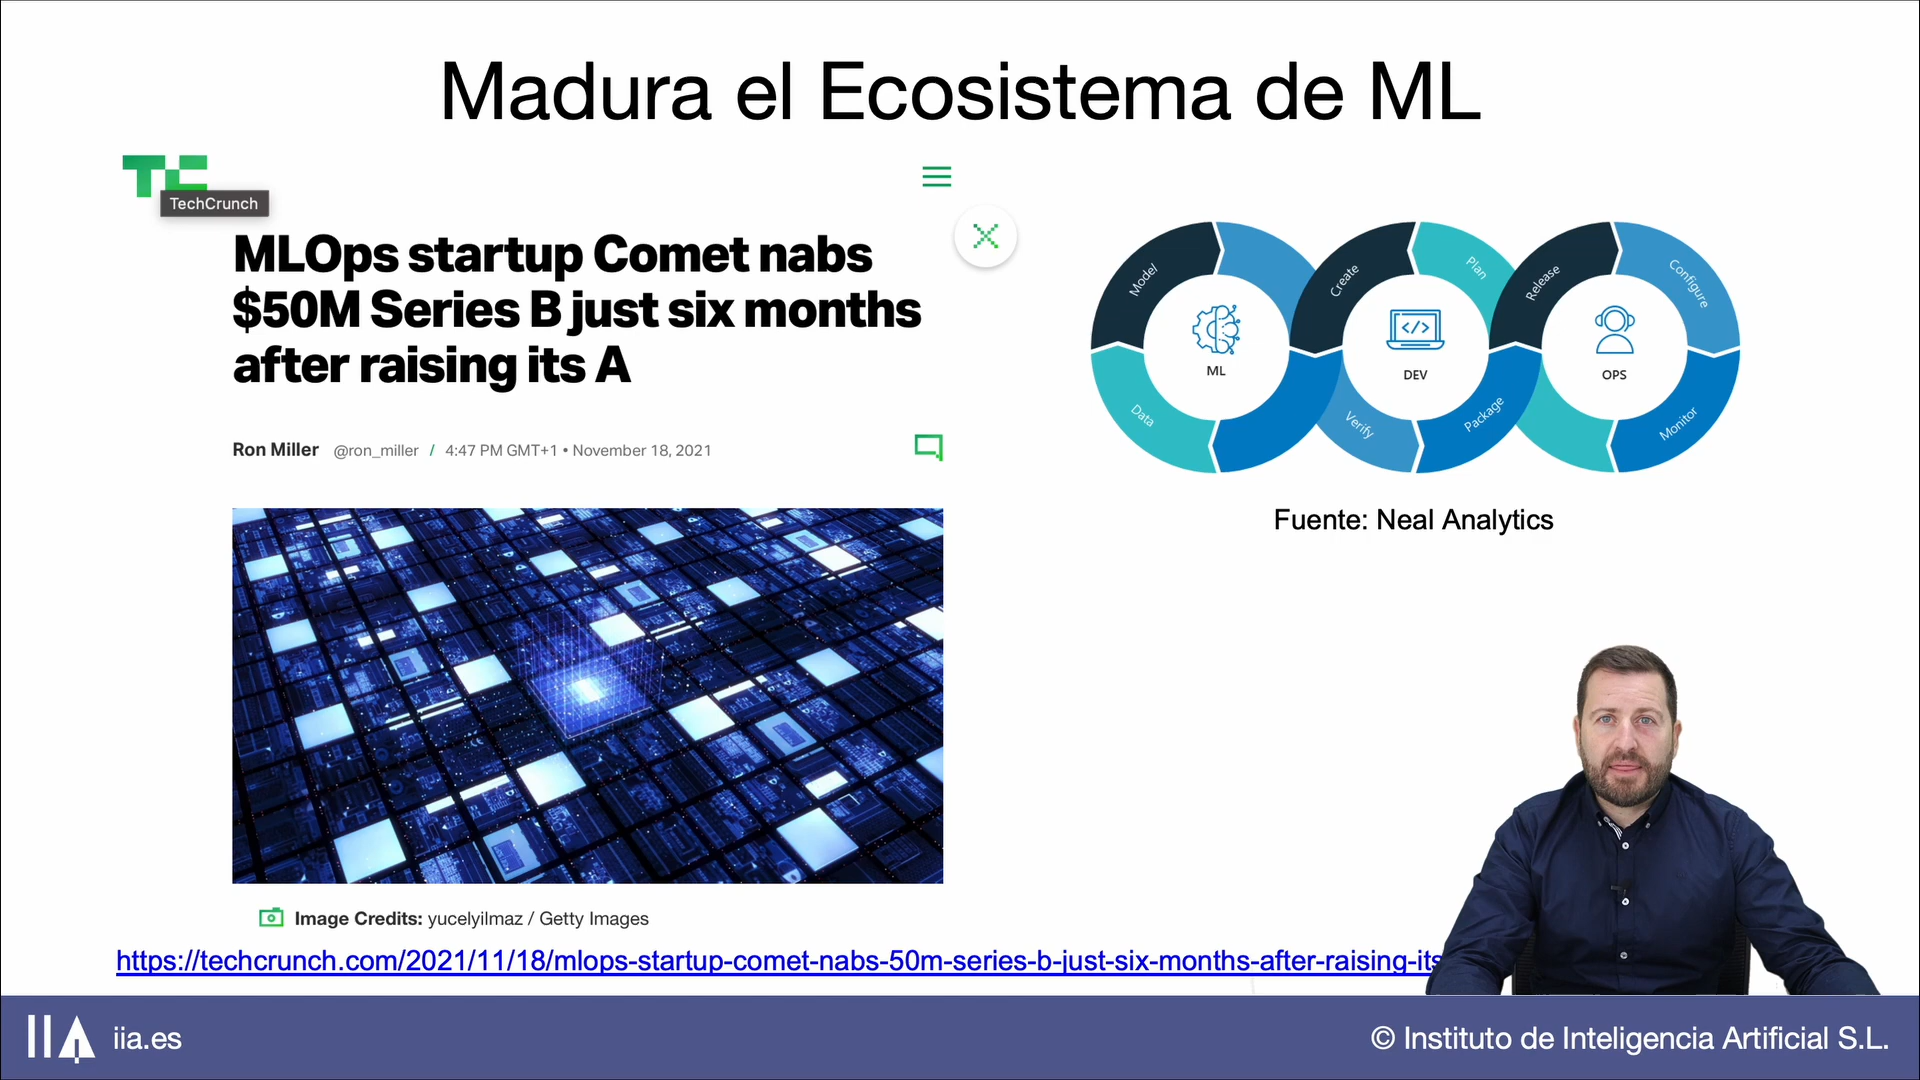 Madura el Ecosistema de ML
TC
TechCrunch
MLOps startup Comet nabs
$50M Series B just six months
after raising its A
Ron Miller @ron_miller / 4:47 PM GMT+1 • November 18, 2021
Image Credits: yucelyilmaz / Getty Images
https://techcrunch.com/2021/11/18/mlops-startup-comet-nabs-50m-series-b-just-six-months-after-raising-its
Model
Data
ML
Create
Plan
Verify
Package
DEV
Release
Configure
Monitor
OPS
Fuente: Neal Analytics
IIA iia.es
© Instituto de Inteligencia Artificial S.L.